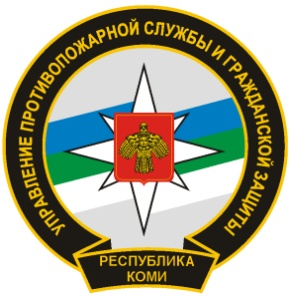 УПРАВЛЕНИЕ ПРОТИВОПОЖАРНОЙ СЛУЖБЫ И ГРАЖДАНСКОЙ ЗАЩИТЫ
РЕСПУБЛИКА
КОМИ